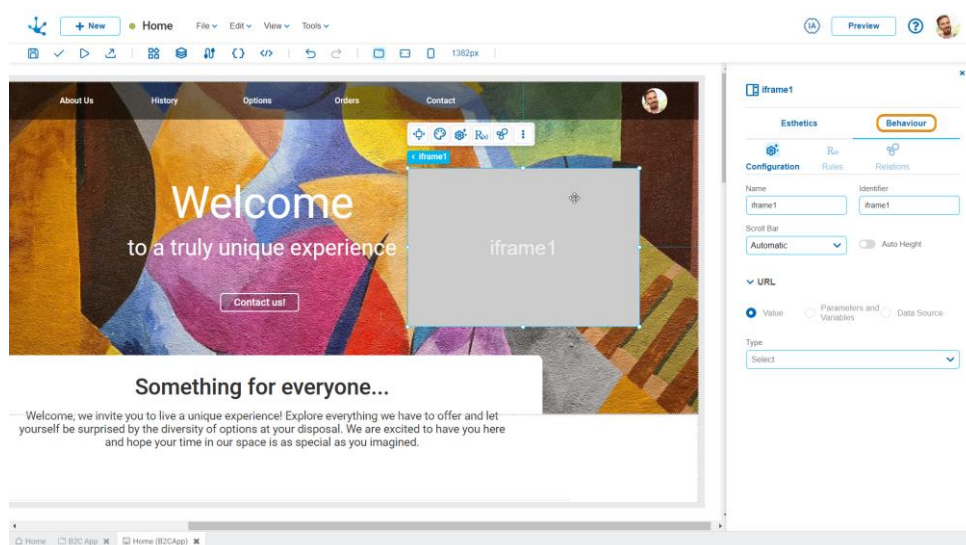 + New
Home
File
Edit
View
Tools
IA
Preview
?
1382px
About Us
History
Options
Orders
Contact
iframe1
Welcome
to a truly unique experience
Contact us!
iframe1
Something for everyone...
Welcome, we invite you to live a unique experience! Explore everything we have to offer and let
yourself be surprised by the diversity of options at your disposal. We are excited to have you here
and hope your time in our space is as special as you imagined.
iframe1
Esthetics
Behaviour
Configuration
Rules
Relations
Name
Identifier
iframe1
iframe1
Scroll Bar
Automatic
Auto Height
URL
Value
Parameters and
Variables
Data Source
Type
Select
Home
B2C App
Home (B2CApp)